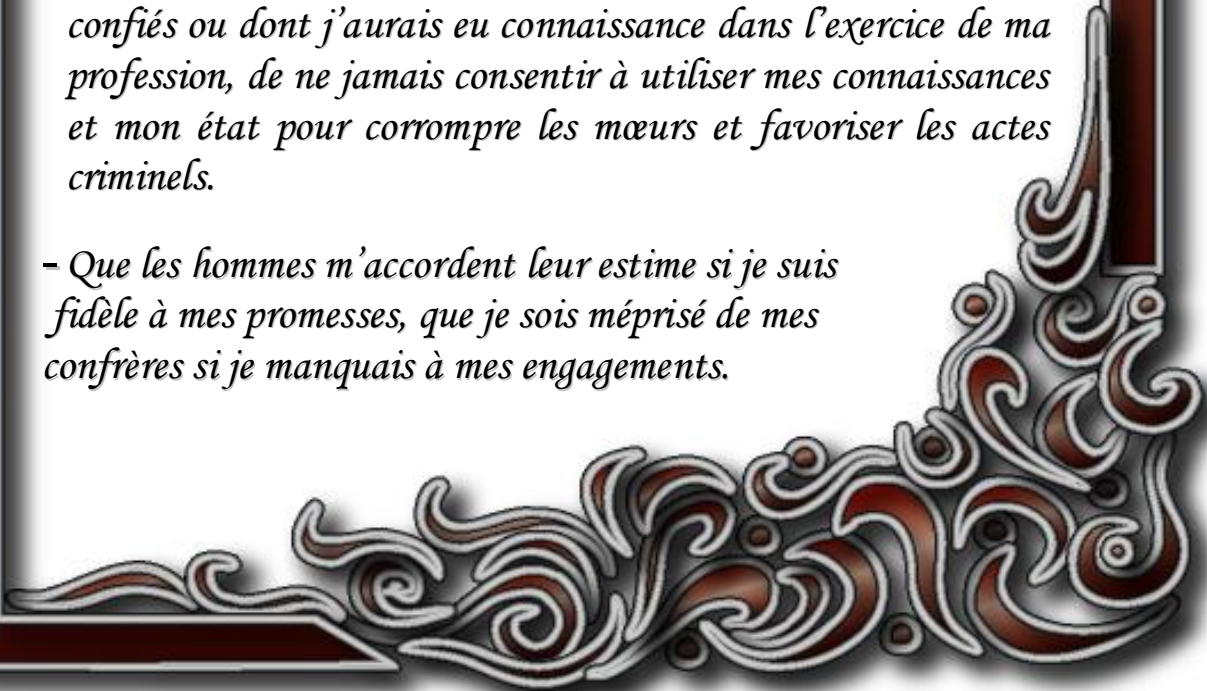 confiés ou dont j’aurais eu connaissance dans l’exercice de ma
profession, de ne jamais consentir à utiliser mes connaissances
et mon état pour corrompre les mœurs et favoriser les actes
criminels.
- Que les hommes m’accordent leur estime si je suis
fidèle à mes promesses, que je sois méprisé de mes
confrères si je manquais à mes engagements.